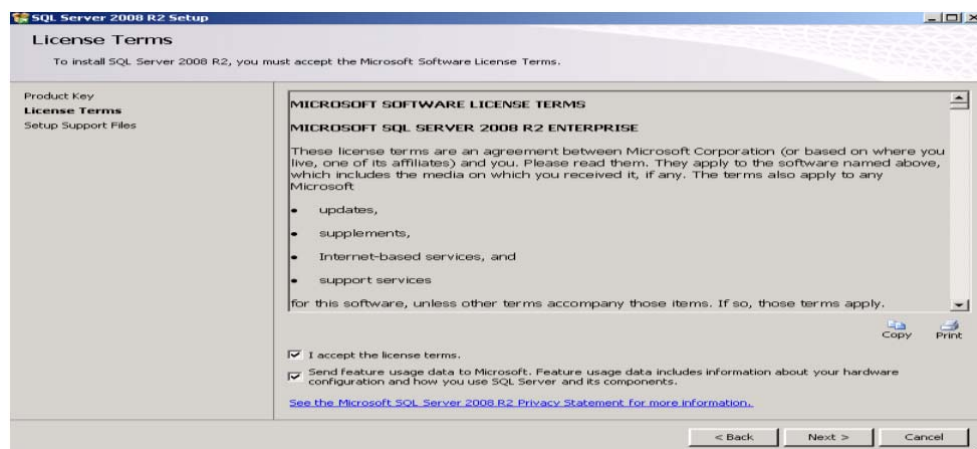 SQL Server 2008 R2 Setup
License Terms
To install SQL Server 2008 R2, you must accept the Microsoft Software License Terms.
Product Key
License Terms
Setup Support Files
MICROSOFT SOFTWARE LICENSE TERMS
MICROSOFT SQL SERVER 2008 R2 ENTERPRISE
These license terms are an agreement between Microsoft Corporation (or based on where you
live, one of its affiliates) and you. Please read them. They apply to the software named above,
which includes the media on which you received it, if any. The terms also apply to any
Microsoft
• updates,
• supplements,
• Internet-based services, and
• support services
for this software, unless other terms accompany those items. If so, those terms apply.
Copy Print
I accept the license terms.
Send feature usage data to Microsoft. Feature usage data includes information about your hardware
configuration and how you use SQL Server and its components.
See the Microsoft SQL Server 2008 R2 Privacy Statement for more information.
< Back Next > Cancel